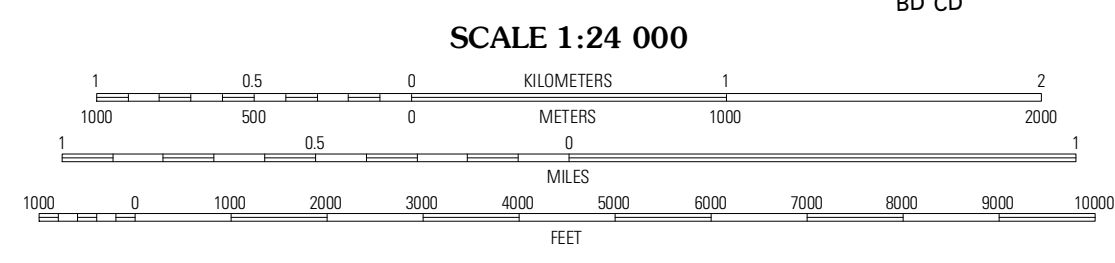 BD CD
SCALE 1:24 000
1 0.5 0 KILOMETERS 1 2
1000 500 0 METERS 1000 2000
1 0.5 0 1
MILES
1000 0 1000 2000 3000 4000 5000 6000 7000 8000 9000 10000
FEET